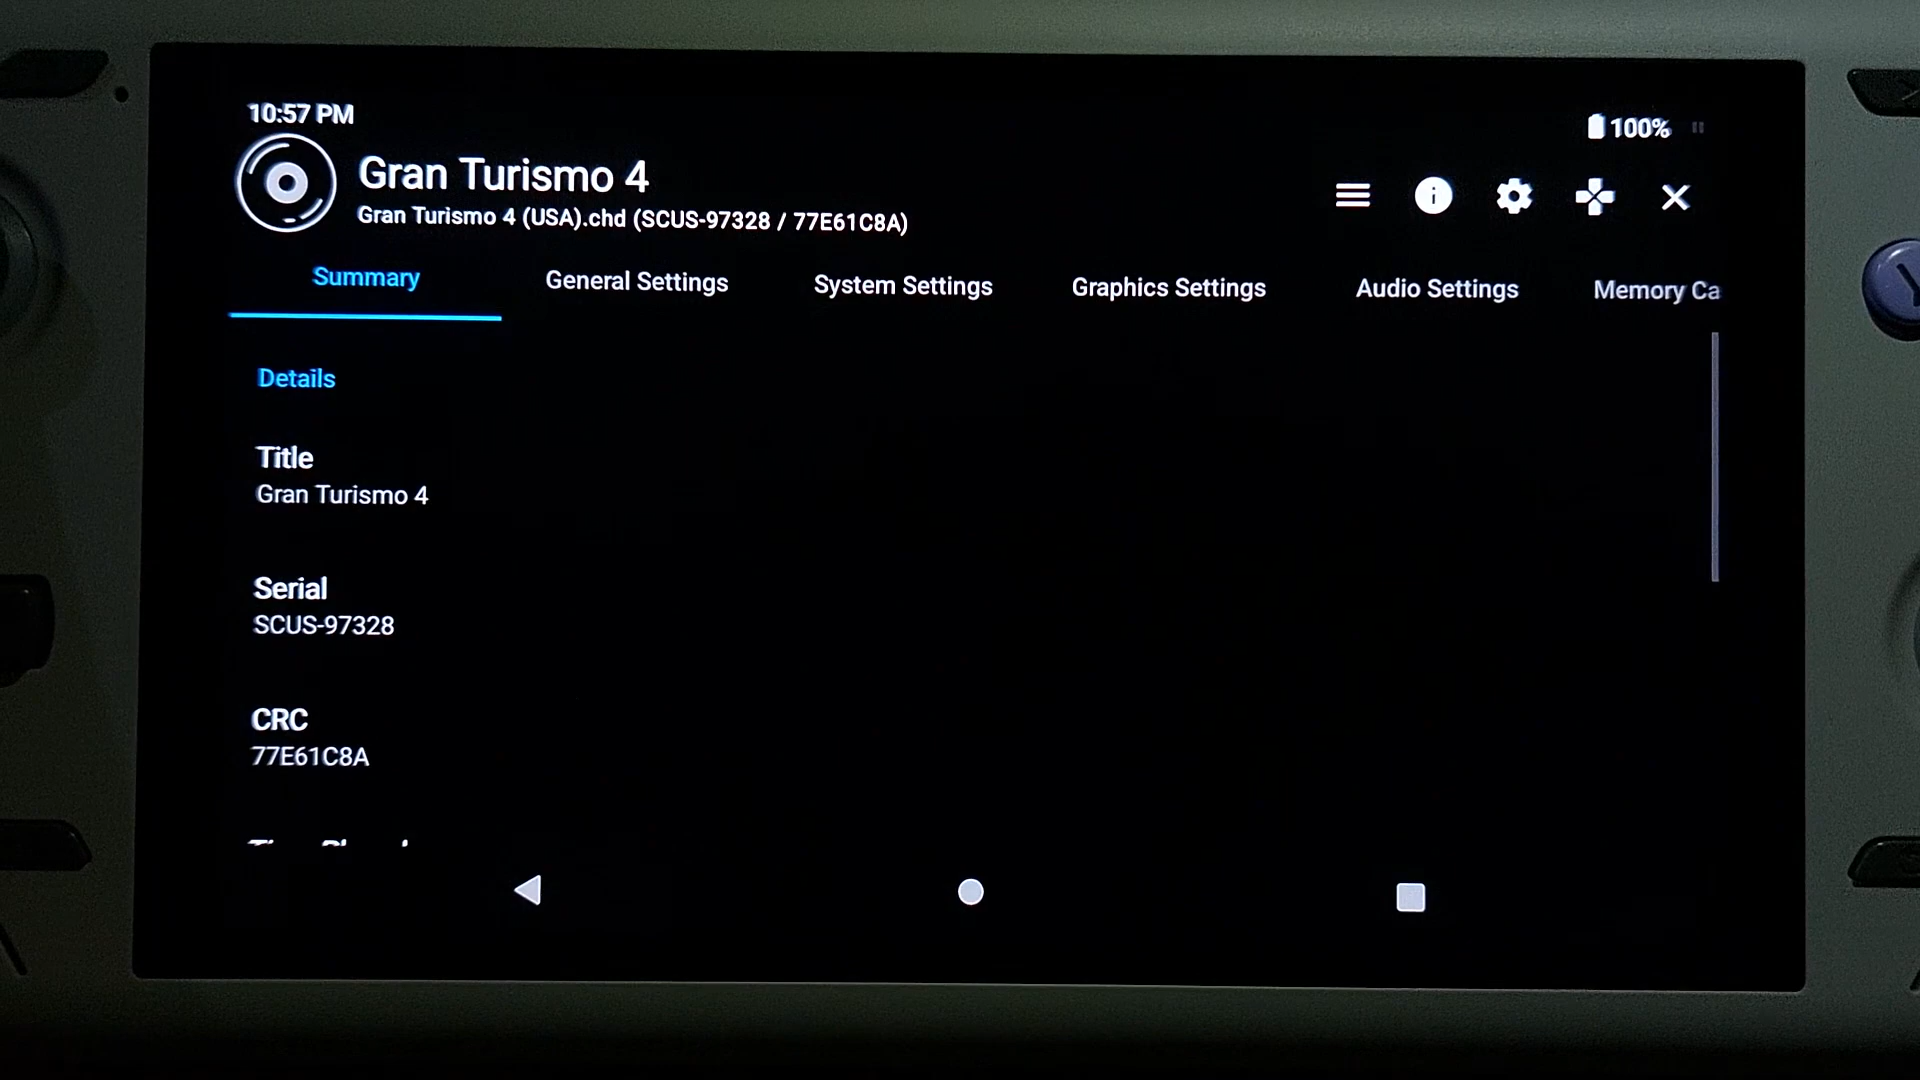 10:57 PM
100%
Gran Turismo 4
Gran Turismo 4 (USA).chd (SCUS-97328 / 77E61C8A)
Summary
General Settings
System Settings
Graphics Settings
Audio Settings
Memory Ca
Details
Title
Gran Turismo 4
Serial
SCUS-97328
CRC
77E61C8A